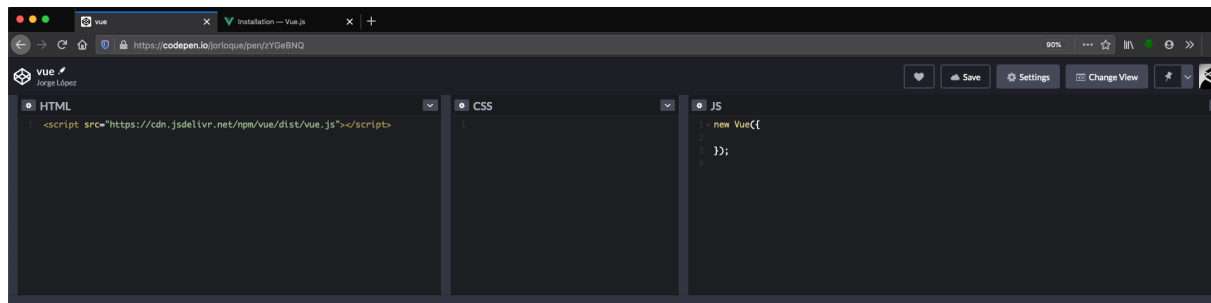 vue
Installation — Vue.js
https://codepen.io/jorloque/pen/zYGeBNQ
90%
vue
Jorge López
Save
Settings
Change View
HTML
1 <script src="https://cdn.jsdelivr.net/npm/vue/dist/vue.js"></script>
CSS
1
JS
1 new Vue({
2
3 });
4